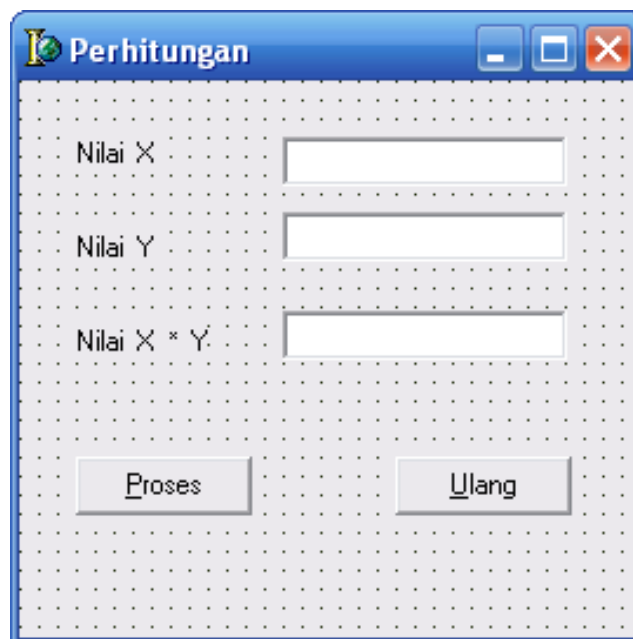 Perhitungan
Nilai X
Nilai Y
Nilai X * Y
Proses
Ulang